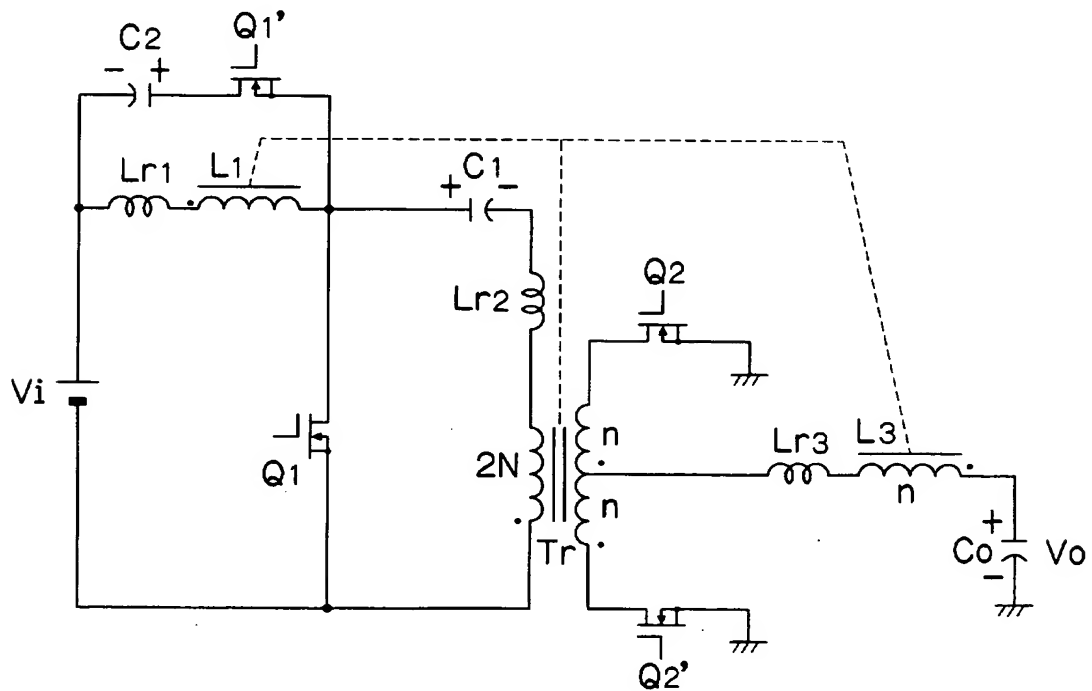 Q1'
C2
- +
Lr1
L1
C1
+ -
Lr2
Q2
Vi
Q1
2N
n
n
Tr
Lr3
L3
n
+
Co
-
Vo
Q2'